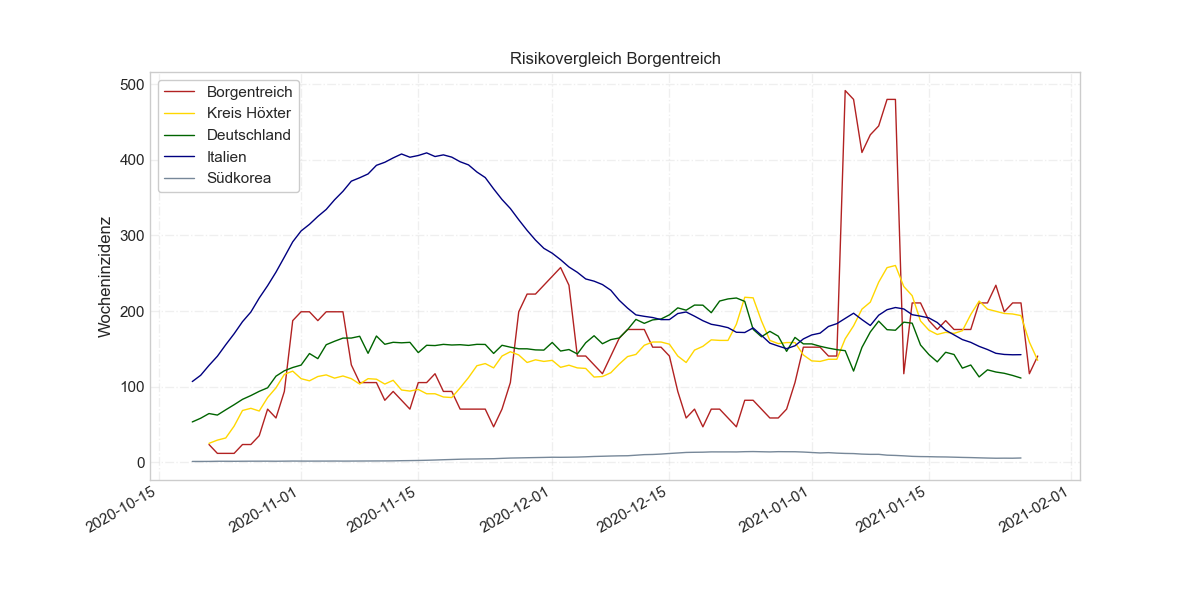 Risikovergleich Borgentreich
Wocheninzidenz
500
400
300
200
100
0
Borgentreich
Kreis Höxter
Deutschland
Italien
Südkorea
2020-10-15
2020-11-01
2020-11-15
2020-12-01
2020-12-15
2021-01-01
2021-01-15
2021-02-01